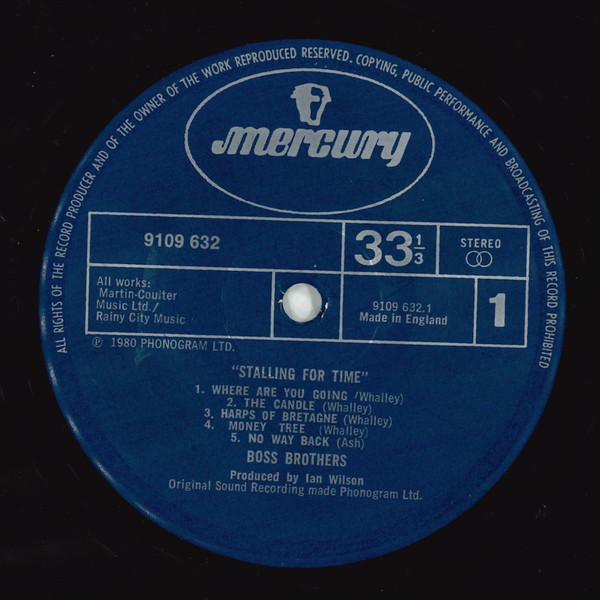 ALL RIGHTS OF THE RECORD PRODUCER AND OF THE OWNER OF THE WORK REPRODUCED RESERVED. COPYING, PUBLIC PERFORMANCE AND BROADCASTING OF THIS RECORD PROHIBITED
mercury
9109 632
33 1/3
STEREO
All works:
Martin-Coulter
Music Ltd./
Rainy City Music
9109 632.1
Made in England
1
℗ 1980 PHONOGRAM LTD.
"STALLING FOR TIME"
1. WHERE ARE YOU GOING (Whalley)
2. THE CANDLE (Whalley)
3. HARPS OF BRETAGNE (Whalley)
4. MONEY TREE (Whalley)
5. NO WAY BACK (Ash)
BOSS BROTHERS
Produced by Ian Wilson
Original Sound Recording made Phonogram Ltd.